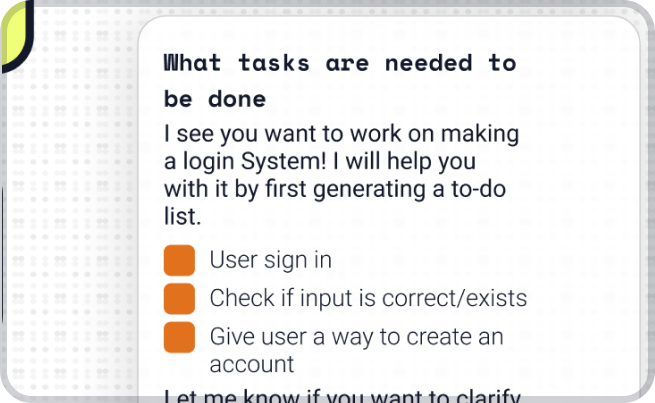 What tasks are needed to
be done
I see you want to work on making
a login System! I will help you
with it by first generating a to-do
list.
User sign in
Check if input is correct/exists
Give user a way to create an
account
Let me know if you want to clarify